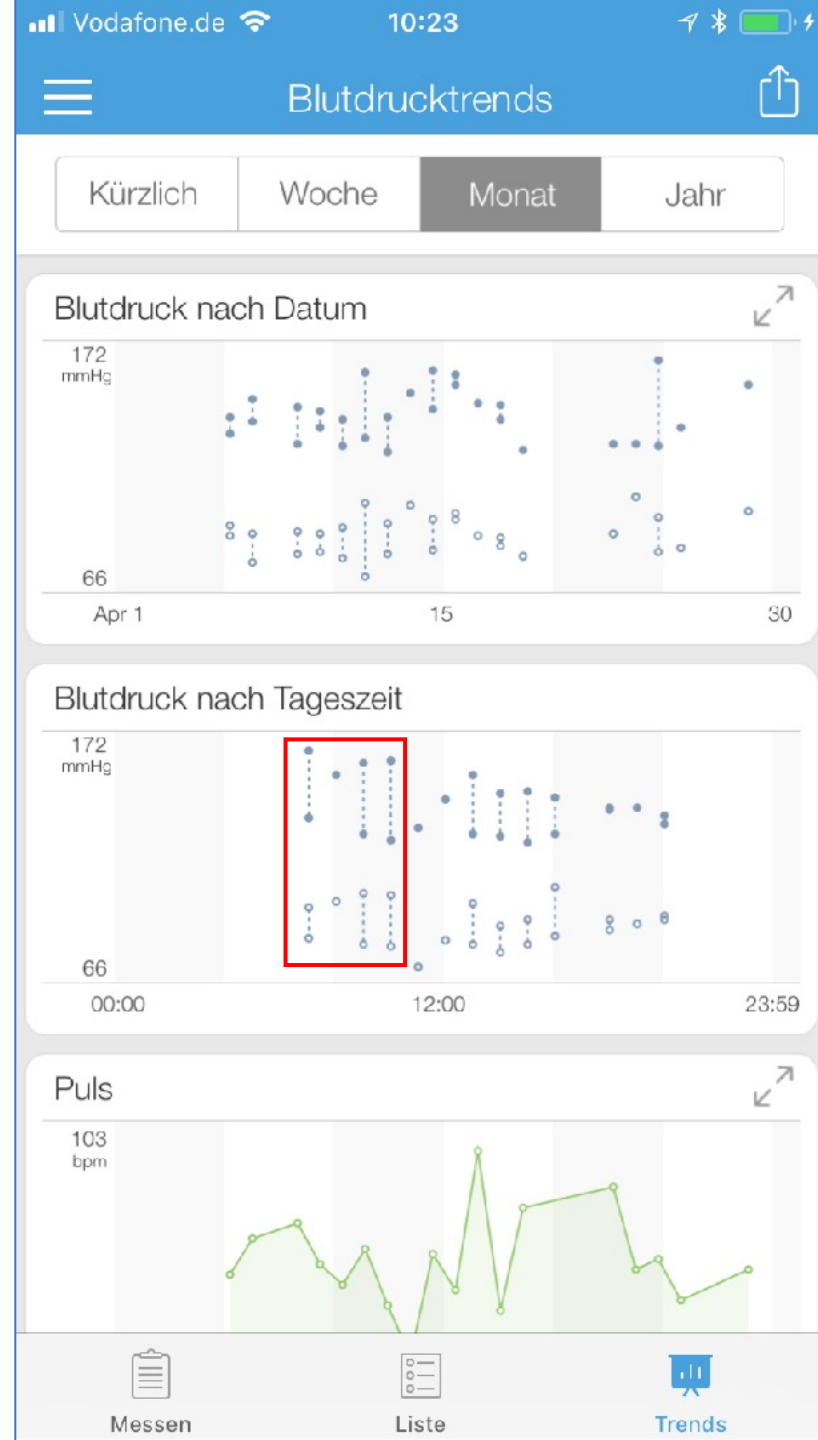 Vodafone.de 10:23
Blutdrucktrends
Kürzlich Woche Monat Jahr
Blutdruck nach Datum
172
mmHg
66
Apr 1 15 30
Blutdruck nach Tageszeit
172
mmHg
66
00:00 12:00 23:59
Puls
103
bpm
Messen Liste Trends